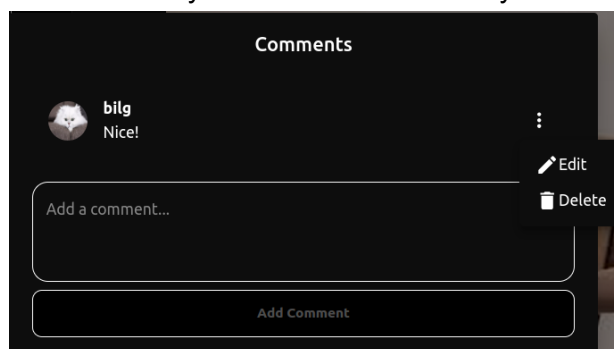 Comments
bilg
Nice!
Edit
Delete
Add a comment...
Add Comment